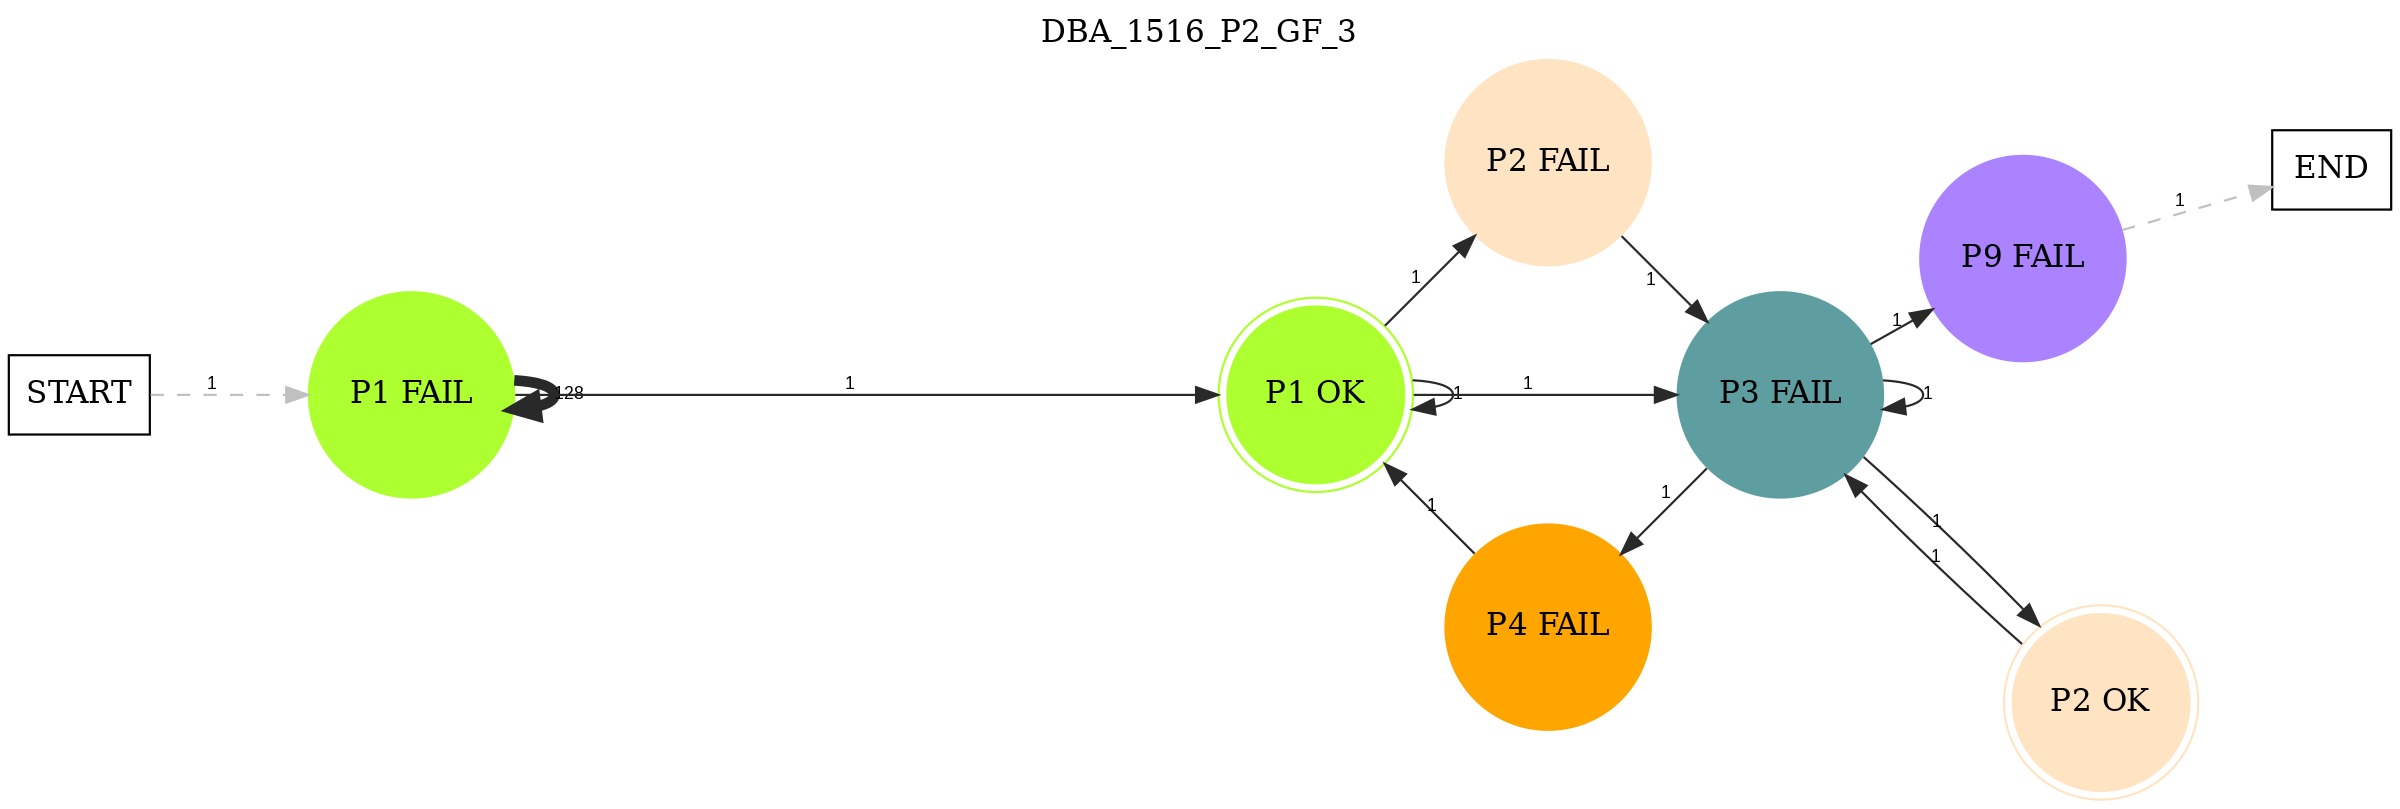 DBA_1516_P2_GF_3
START
1
P1 FAIL
128
1
P1 OK
1
1
1
P2 FAIL
1
P3 FAIL
1
1
P9 FAIL
1
END
1
P4 FAIL
1
1
1
P2 OK